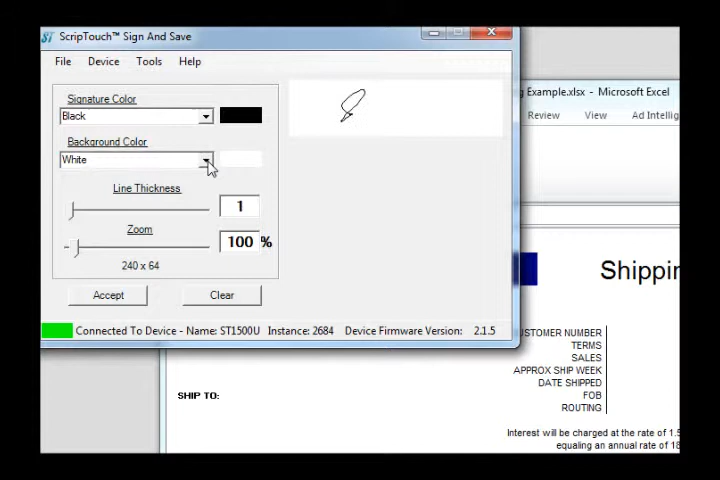 ST ScripTouch™ Sign And Save
File Device Tools Help
Signature Color
Black
Background Color
White
Line Thickness
1
Zoom
100 %
240 x 64
Accept Clear
Connected To Device - Name: ST1500U Instance: 2684 Device Firmware Version: 2.1.5
g Example.xlsx - Microsoft Excel
Review View Ad Intellig
Shippin
CUSTOMER NUMBER
TERMS
SALES
APPROX SHIP WEEK
DATE SHIPPED
FOB
ROUTING
SHIP TO:
Interest will be charged at the rate of 1.5
equaling an annual rate of 18